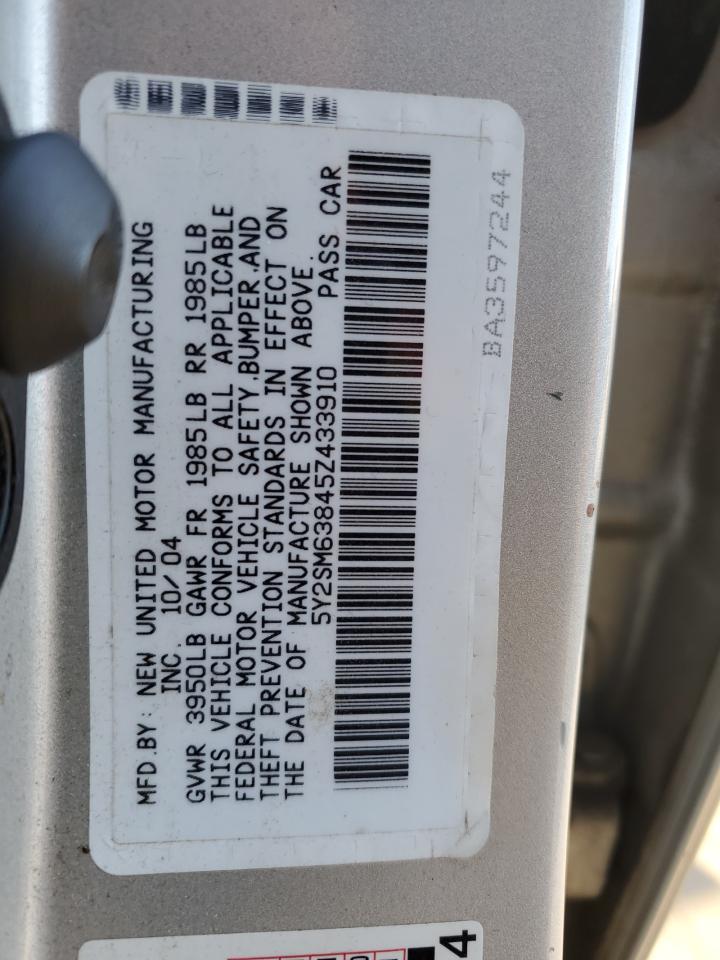 MFD.BY: NEW UNITED MOTOR MANUFACTURING
INC. 10/04
GVWR 3950LB GAWR FR 1985LB RR 1985LB
THIS VEHICLE CONFORMS TO ALL APPLICABLE
FEDERAL MOTOR VEHICLE SAFETY,BUMPER,AND
THEFT PREVENTION STANDARDS IN EFFECT ON
THE DATE OF MANUFACTURE SHOWN ABOVE.
5Y2SM63845Z433910 PASS CAR
BA3597244
4